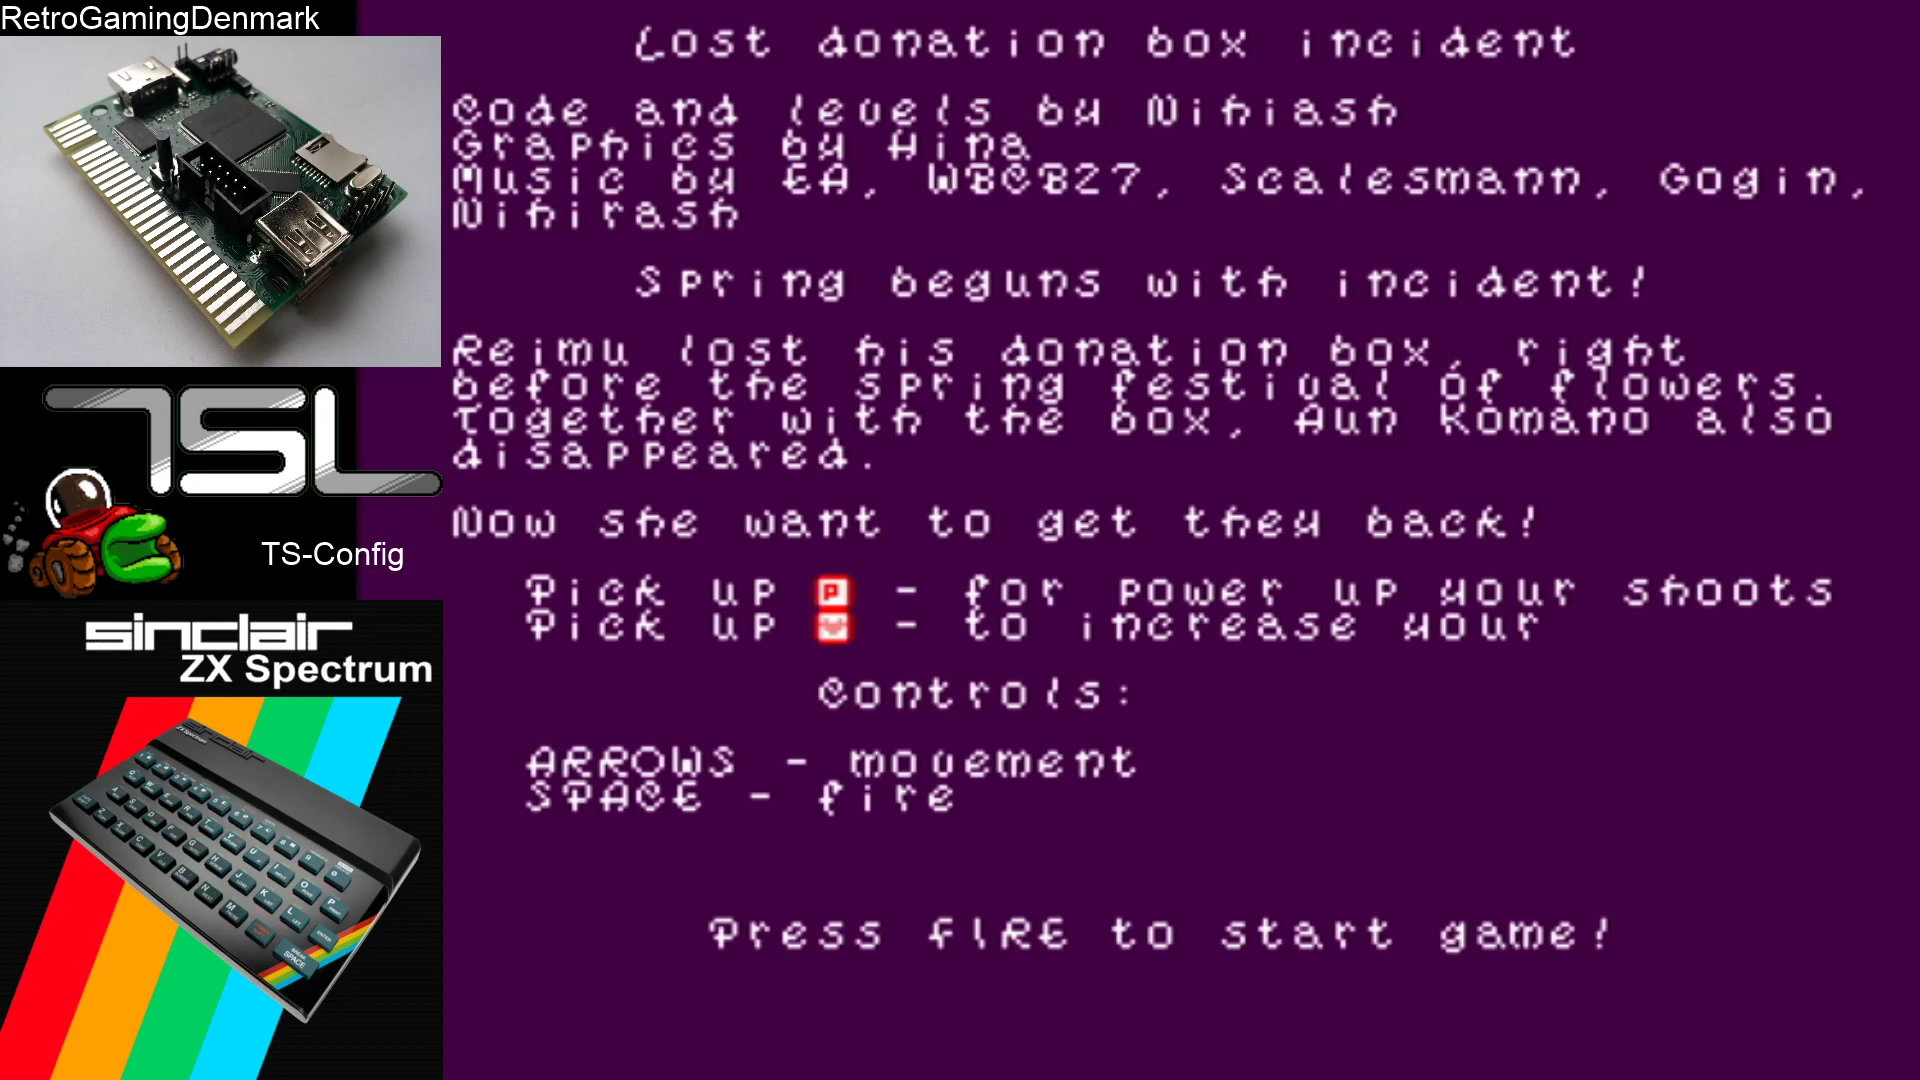 RetroGamingDenmark
TSL
TS-Config
sinclair
ZX Spectrum
Lost donation box incident
Code and levels by Nihiash
Graphics by Hina
Music by EA, WBCB27, Scalesmann, Gogin,
Nihirash
Spring beguns with incident!
Reimu lost his donation box, right
before the spring festival of flowers.
Together with the box, Aun Komano also
disappeared.
Now she want to get they back!
Pick up P - for power up your shoots
Pick up - to increase your
Controls:
ARROWS - movement
SPACE - fire
Press FIRE to start game!